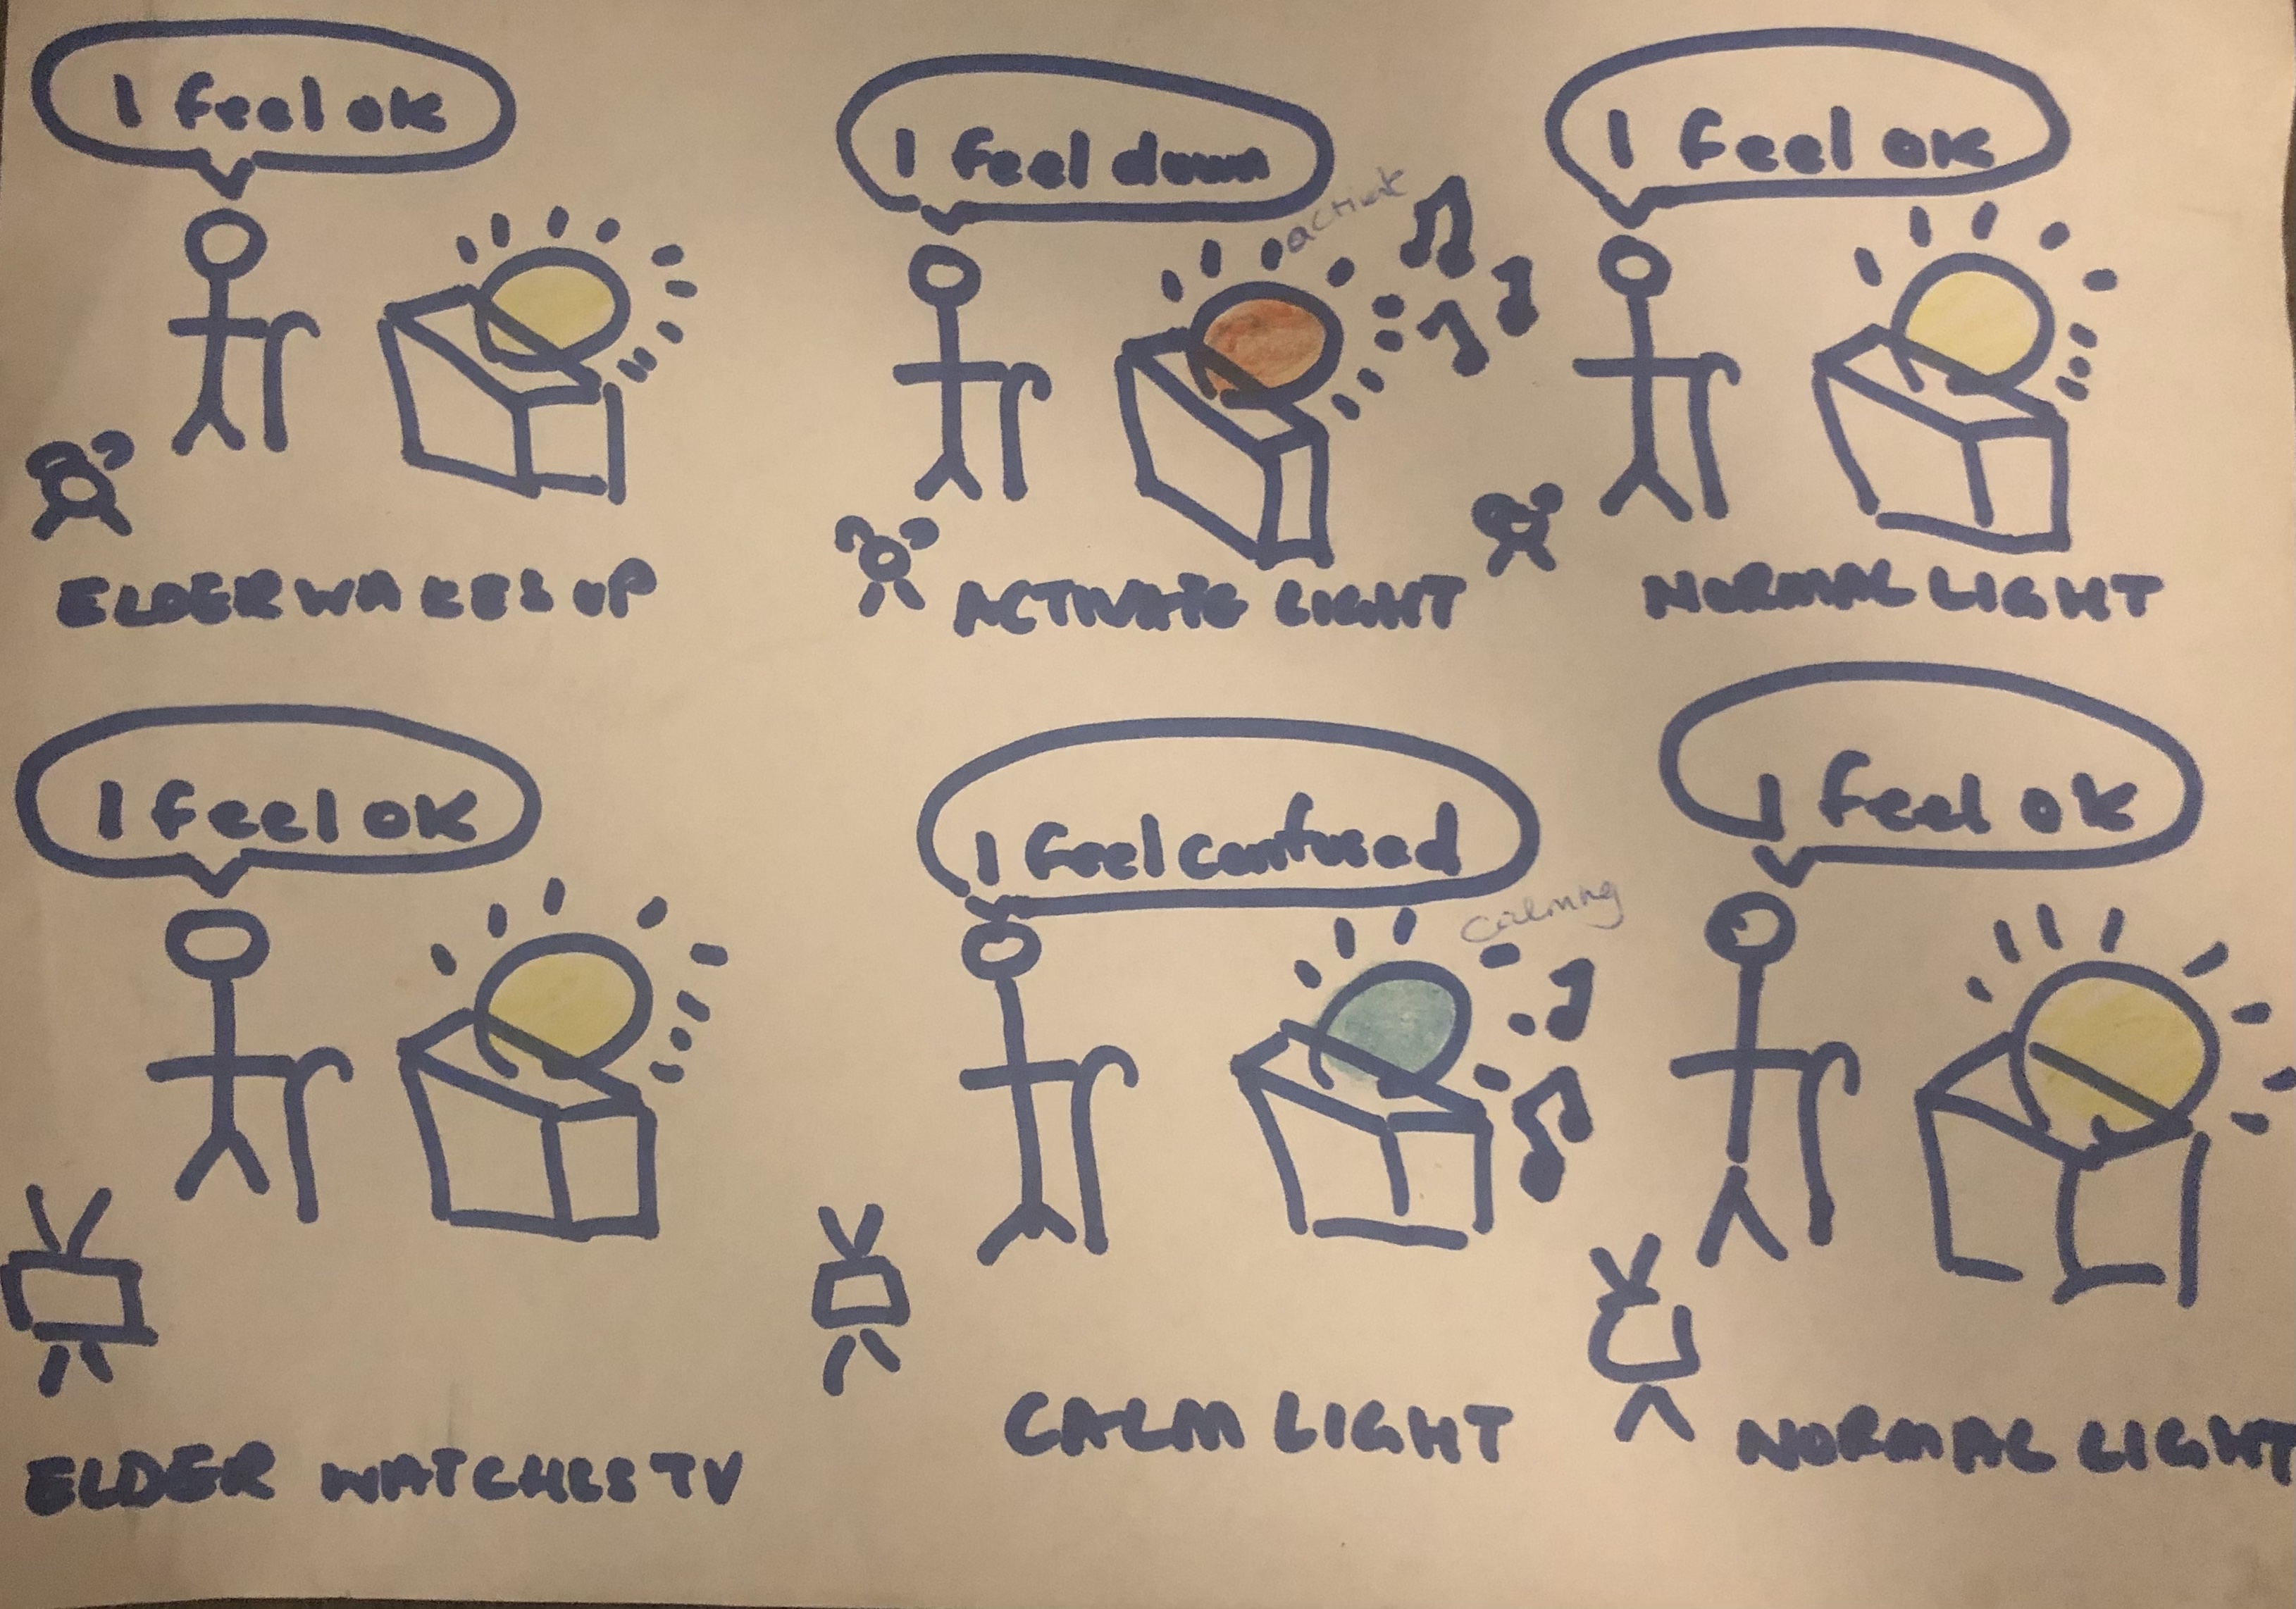 I feel ok
I feel down
activate
I feel ok
ELDER WAKES UP
ACTIVATE LIGHT
NORMAL LIGHT
I feel ok
I feel confused
calming
I feel ok
ELDER WATCHES TV
CALM LIGHT
NORMAL LIGHT